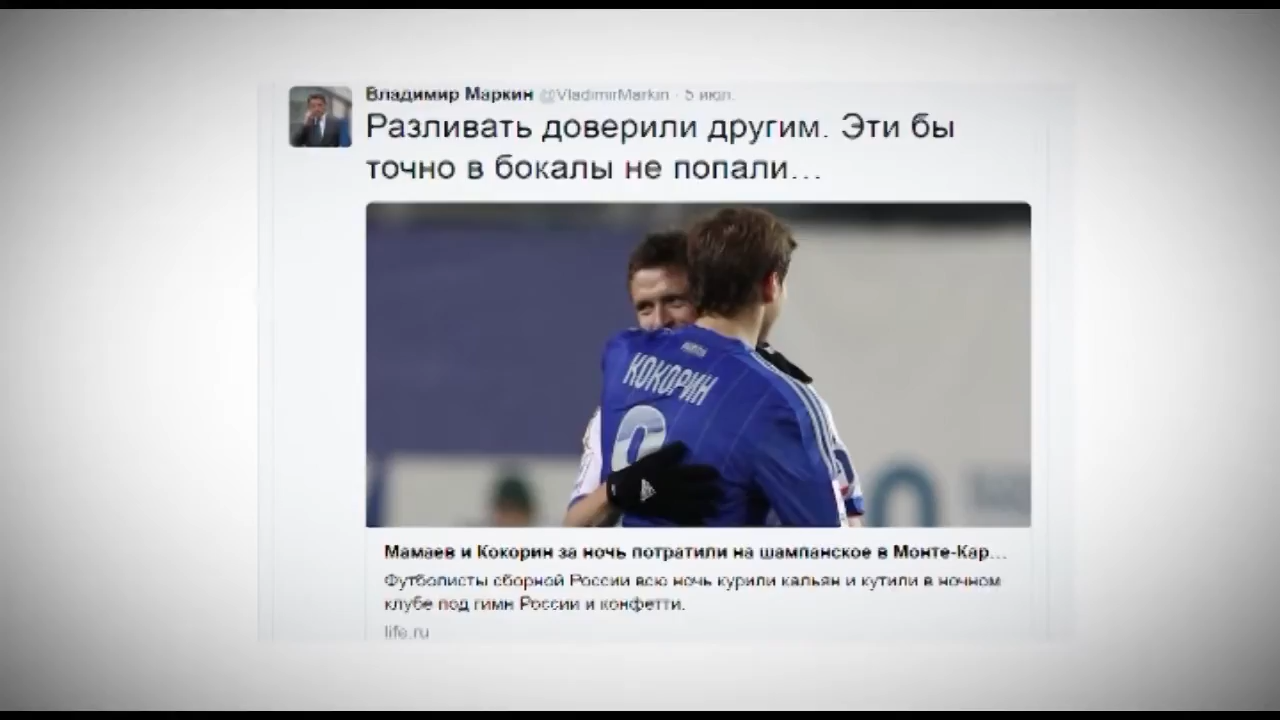 Владимир Маркин @VladimirMarkin · 5 июл.
Разливать доверили другим. Эти бы
точно в бокалы не попали...
КОКОРИН
9
Мамаев и Кокорин за ночь потратили на шампанское в Монте-Кар...
Футболисты сборной России всю ночь курили кальян и кутили в ночном
клубе под гимн России и конфетти.
life.ru